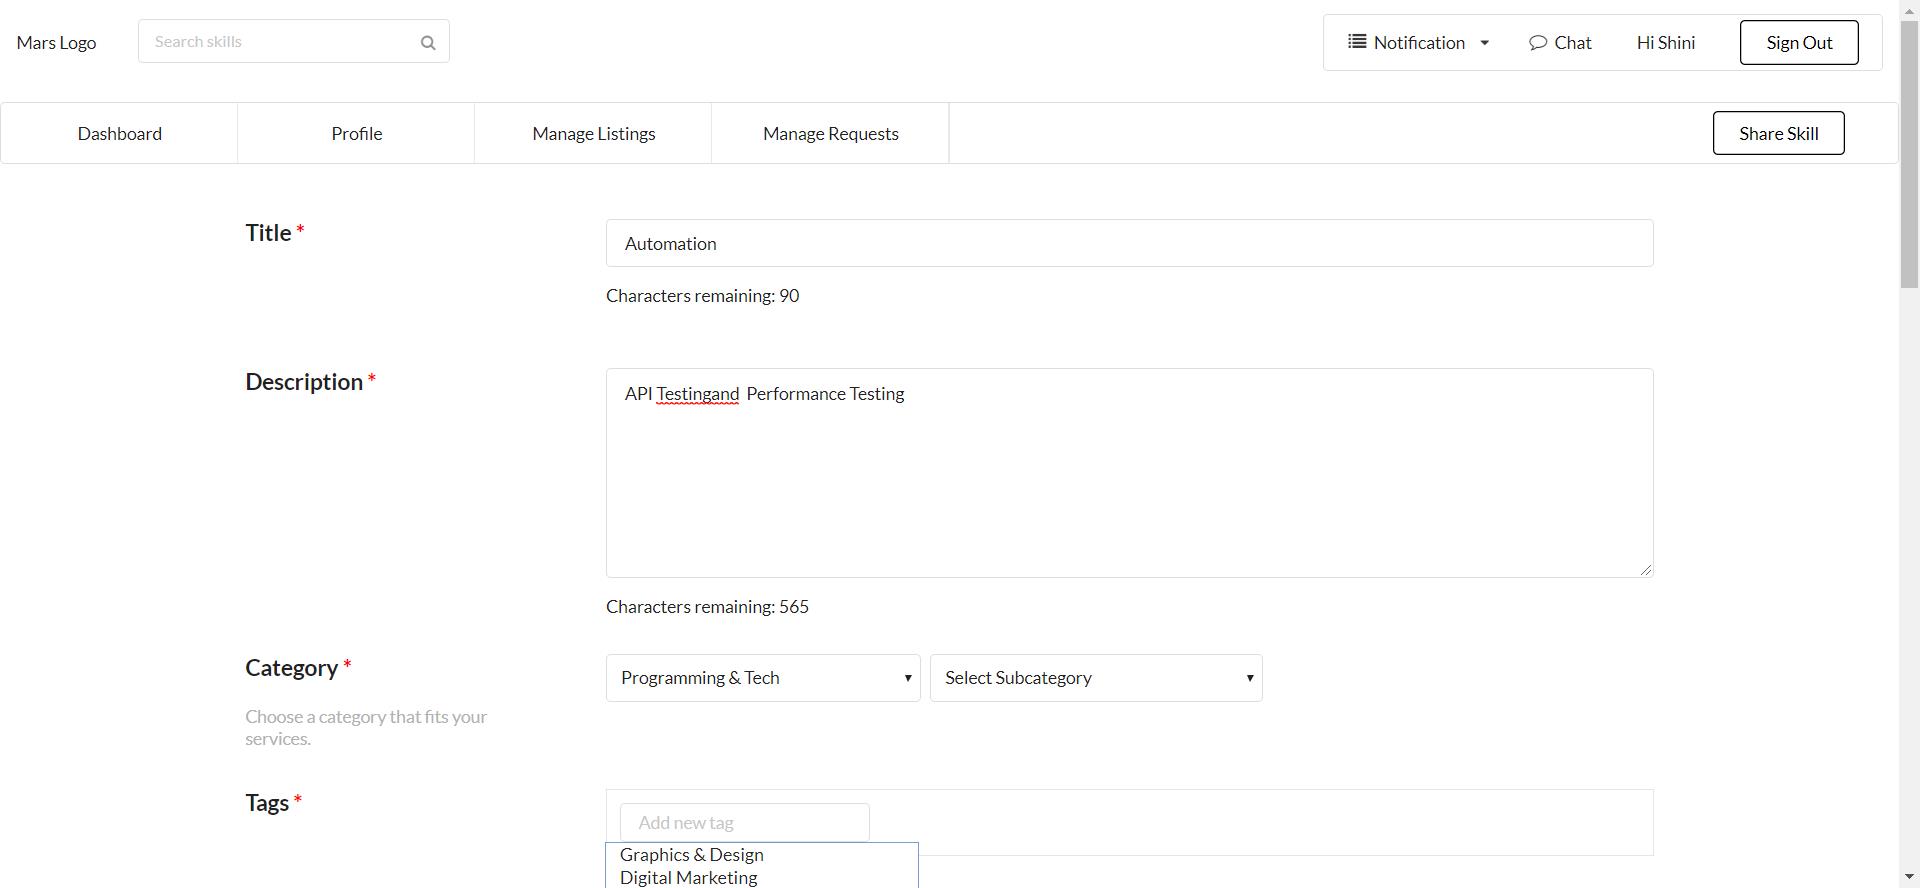 Mars Logo
Search skills
Notification
Chat
Hi Shini
Sign Out
Dashboard
Profile
Manage Listings
Manage Requests
Share Skill
Title *
Automation
Characters remaining: 90
Description *
API Testingand  Performance Testing
Characters remaining: 565
Category *
Programming & Tech
Select Subcategory
Choose a category that fits your
services.
Tags *
Add new tag
Graphics & Design
Digital Marketing